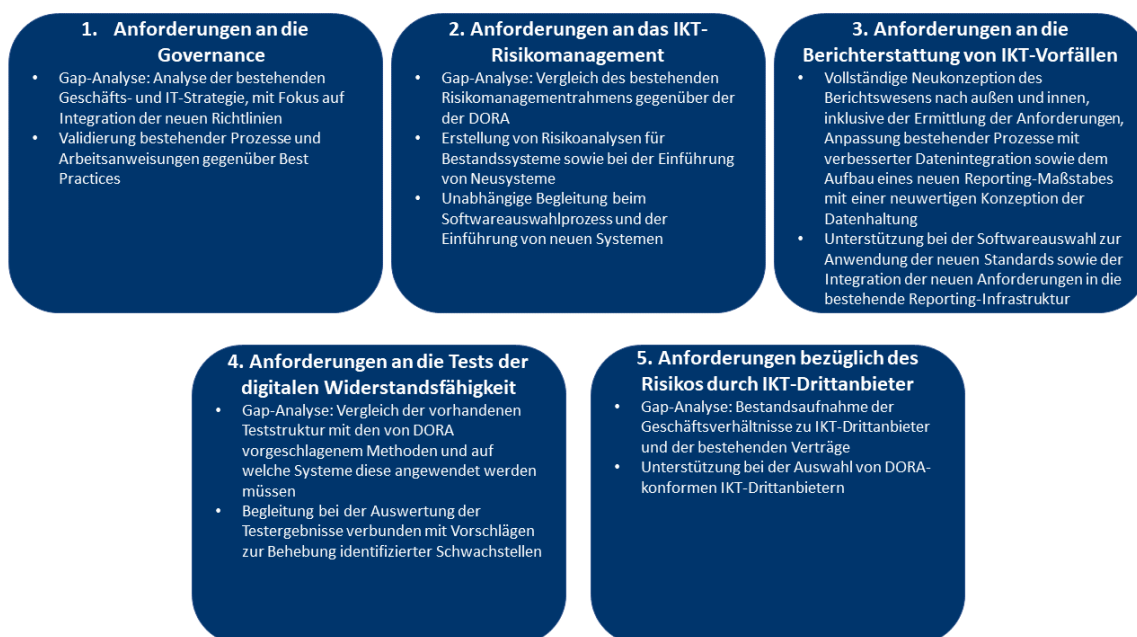 1. Anforderungen an die
Governance
• Gap-Analyse: Analyse der bestehenden
Geschäfts- und IT-Strategie, mit Fokus auf
Integration der neuen Richtlinien
• Validierung bestehender Prozesse und
Arbeitsanweisungen gegenüber Best
Practices
2. Anforderungen an das IKT-
Risikomanagement
• Gap-Analyse: Vergleich des bestehenden
Risikomanagementrahmens gegenüber der
der DORA
• Erstellung von Risikoanalysen für
Bestandssysteme sowie bei der Einführung
von Neusysteme
• Unabhängige Begleitung beim
Softwareauswahlprozess und der
Einführung von neuen Systemen
3. Anforderungen an die
Berichterstattung von IKT-Vorfällen
• Vollständige Neukonzeption des
Berichtswesens nach außen und innen,
inklusive der Ermittlung der Anforderungen,
Anpassung bestehender Prozesse mit
verbesserter Datenintegration sowie dem
Aufbau eines neuen Reporting-Maßstabes
mit einer neuwertigen Konzeption der
Datenhaltung
• Unterstützung bei der Softwareauswahl zur
Anwendung der neuen Standards sowie der
Integration der neuen Anforderungen in die
bestehende Reporting-Infrastruktur
4. Anforderungen an die Tests der
digitalen Widerstandsfähigkeit
• Gap-Analyse: Vergleich der vorhandenen
Teststruktur mit den von DORA
vorgeschlagenem Methoden und auf
welche Systeme diese angewendet werden
müssen
• Begleitung bei der Auswertung der
Testergebnisse verbunden mit Vorschlägen
zur Behebung identifizierter Schwachstellen
5. Anforderungen bezüglich des
Risikos durch IKT-Drittanbieter
• Gap-Analyse: Bestandsaufnahme der
Geschäftsverhältnisse zu IKT-Drittanbieter
und der bestehenden Verträge
• Unterstützung bei der Auswahl von DORA-
konformen IKT-Drittanbietern